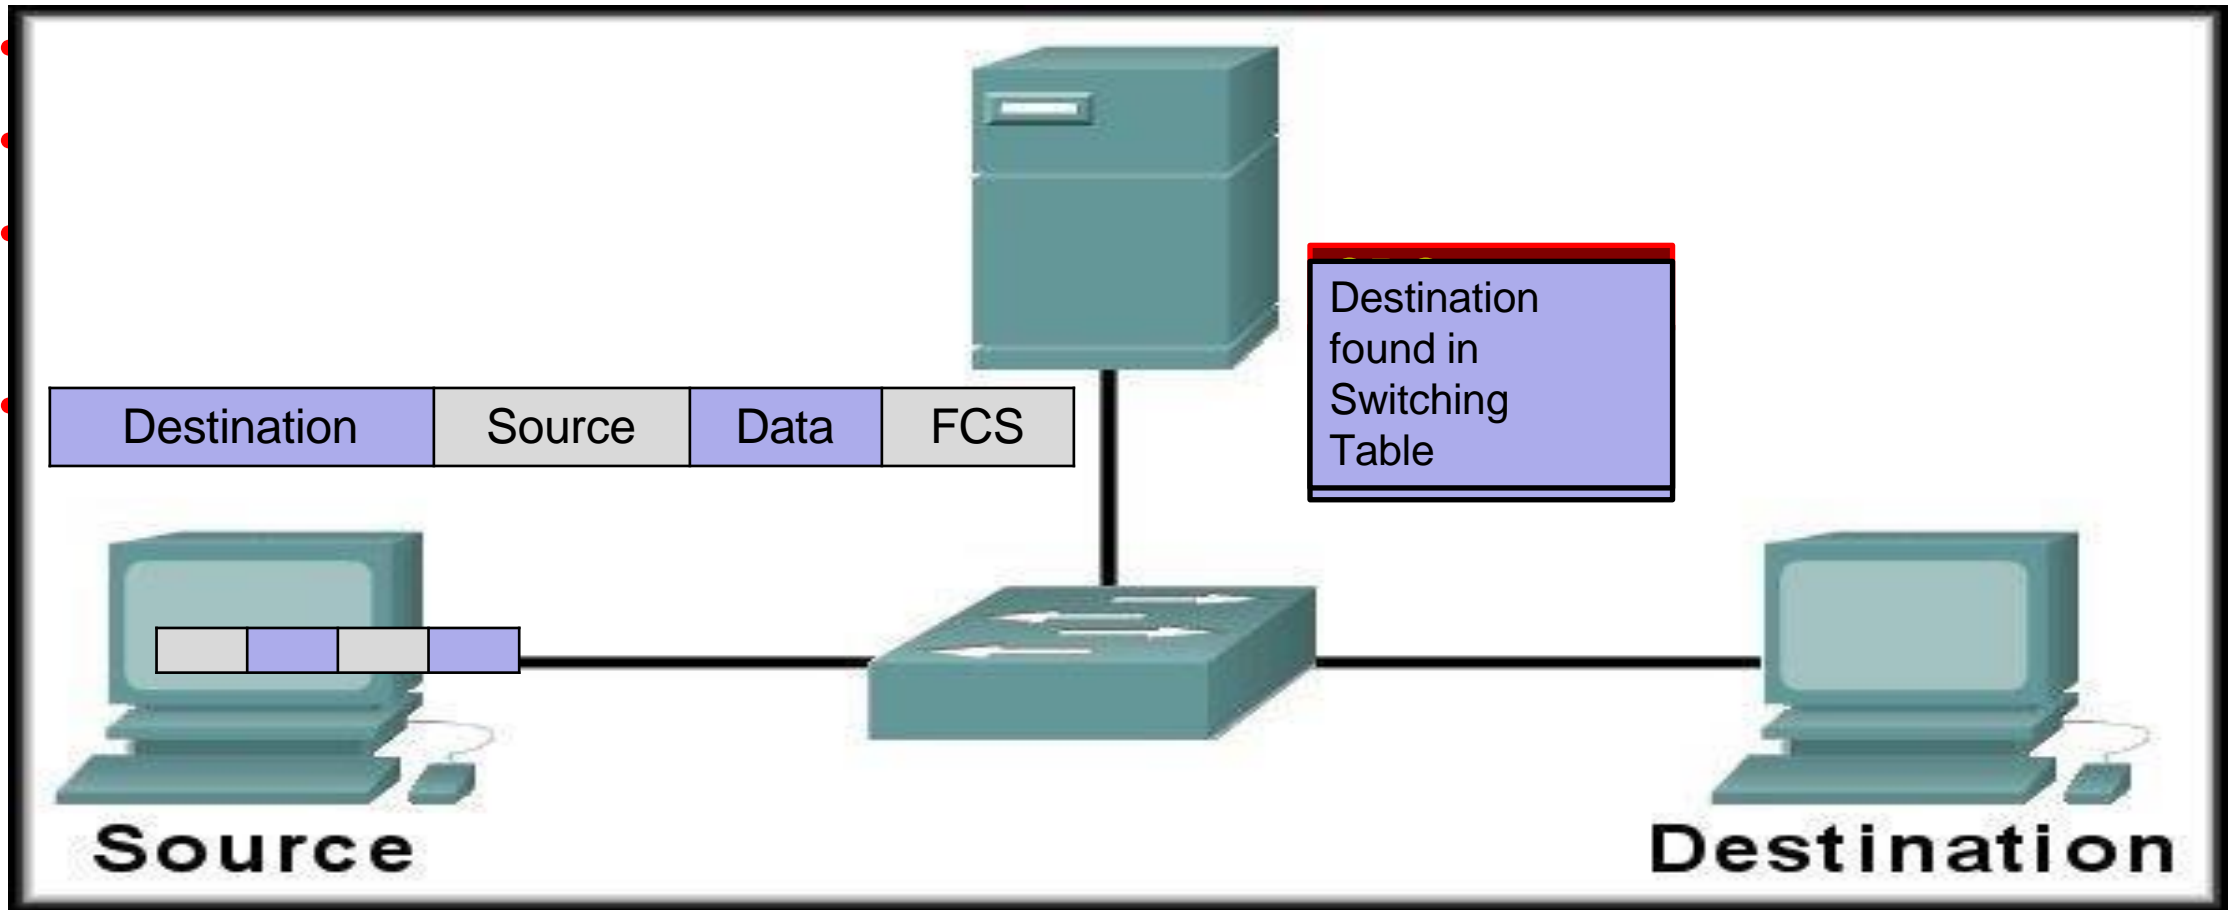 Destination
found in
Switching
Table
Destination Source Data FCS
Source
Destination